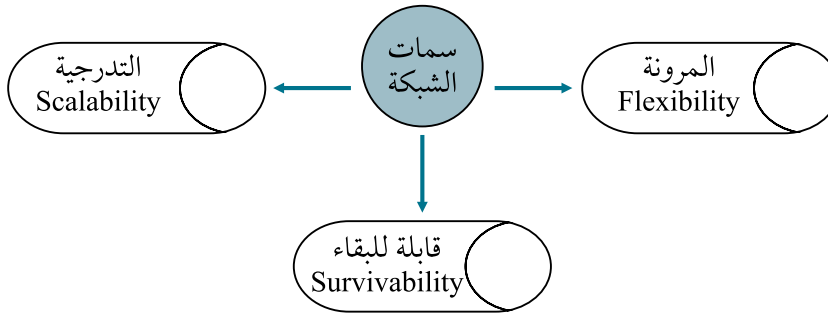 سمات
الشبكة
المرونة
Flexibility
التدرجية
Scalability
قابلة للبقاء
Survivability